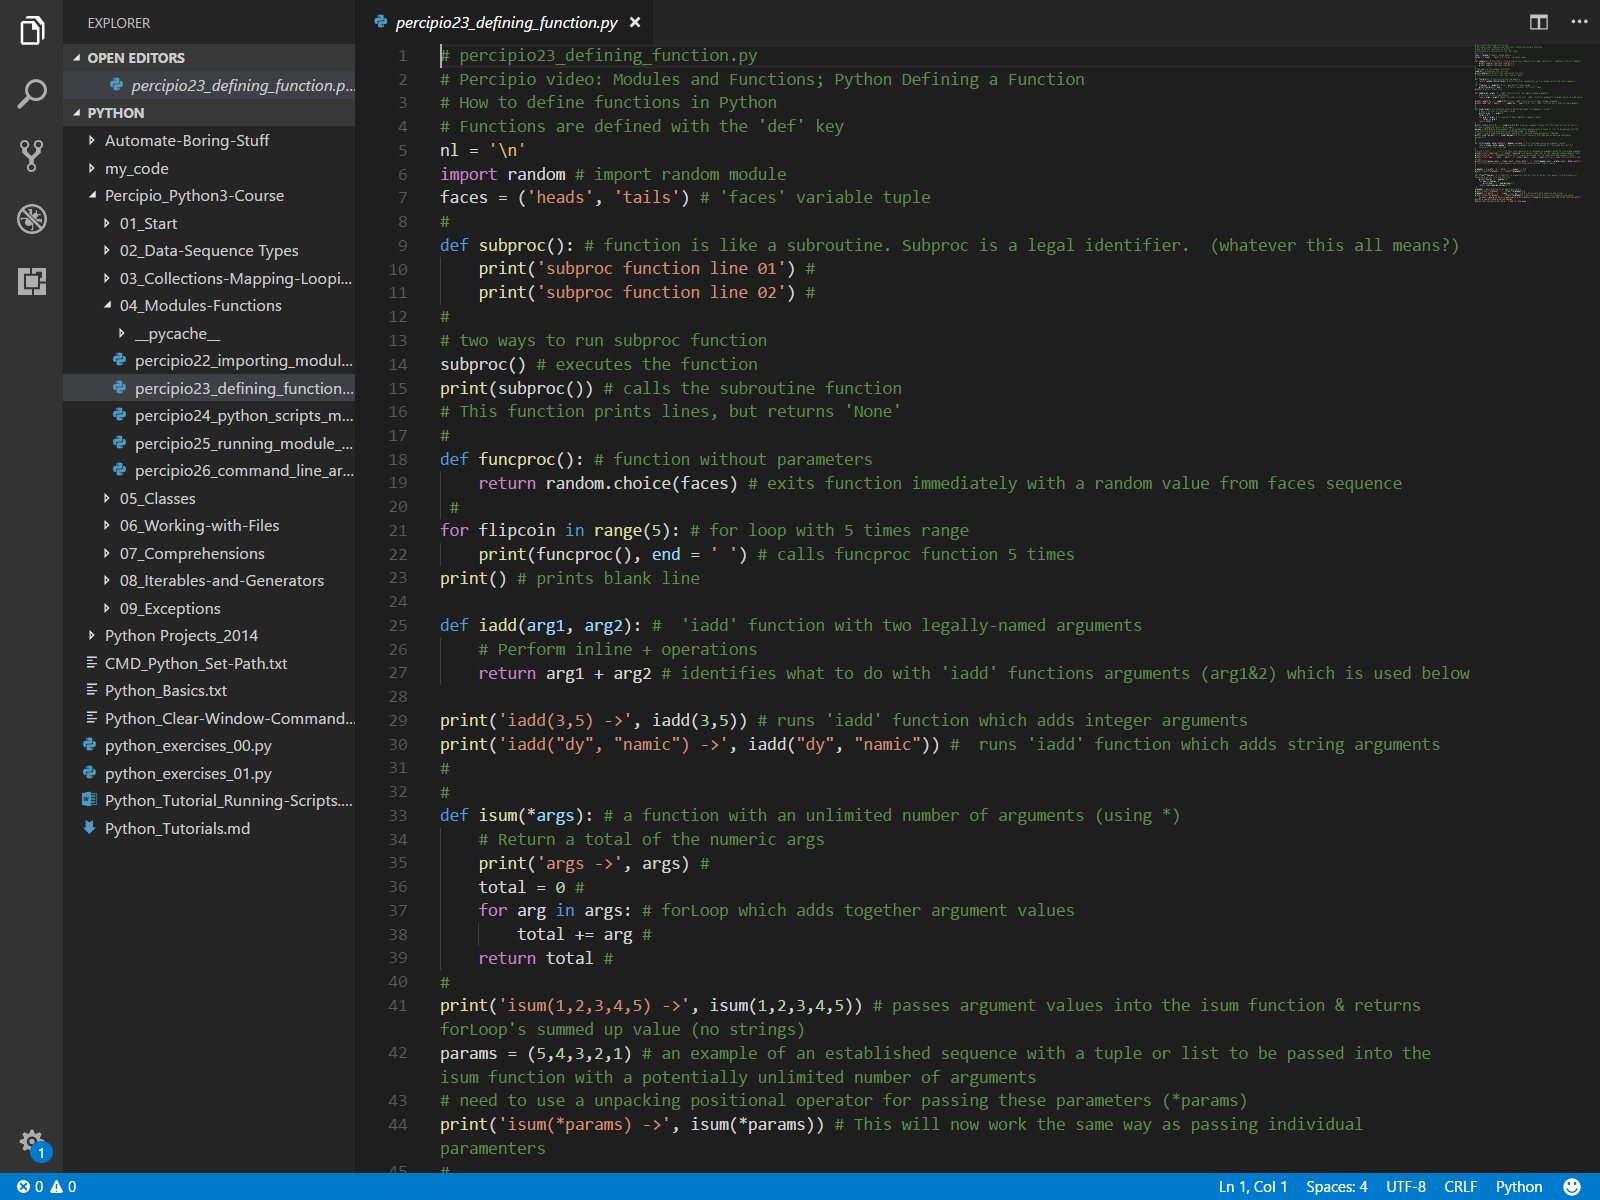 EXPLORER
OPEN EDITORS
percipio23_defining_function.p...
PYTHON
Automate-Boring-Stuff
my_code
Percipio_Python3-Course
01_Start
02_Data-Sequence Types
03_Collections-Mapping-Loopi...
04_Modules-Functions
__pycache__
percipio22_importing_modul...
percipio23_defining_function...
percipio24_python_scripts_m...
percipio25_running_module_...
percipio26_command_line_ar...
05_Classes
06_Working-with-Files
07_Comprehensions
08_Iterables-and-Generators
09_Exceptions
Python Projects_2014
CMD_Python_Set-Path.txt
Python_Basics.txt
Python_Clear-Window-Command...
python_exercises_00.py
python_exercises_01.py
Python_Tutorial_Running-Scripts....
Python_Tutorials.md
1
percipio23_defining_function.py
1 # percipio23_defining_function.py
2 # Percipio video: Modules and Functions; Python Defining a Function
3 # How to define functions in Python
4 # Functions are defined with the 'def' key
5 nl = '\n'
6 import random # import random module
7 faces = ('heads', 'tails') # 'faces' variable tuple
8 #
9 def subproc(): # function is like a subroutine. Subproc is a legal identifier.  (whatever this all means?)
10     print('subproc function line 01') #
11     print('subproc function line 02') #
12 #
13 # two ways to run subproc function
14 subproc() # executes the function
15 print(subproc()) # calls the subroutine function
16 # This function prints lines, but returns 'None'
17 #
18 def funcproc(): # function without parameters
19     return random.choice(faces) # exits function immediately with a random value from faces sequence
20  #
21 for flipcoin in range(5): # for loop with 5 times range
22     print(funcproc(), end = ' ') # calls funcproc function 5 times
23 print() # prints blank line
24
25 def iadd(arg1, arg2): #  'iadd' function with two legally-named arguments
26     # Perform inline + operations
27     return arg1 + arg2 # identifies what to do with 'iadd' functions arguments (arg1&2) which is used below
28
29 print('iadd(3,5) ->', iadd(3,5)) # runs 'iadd' function which adds integer arguments
30 print('iadd("dy", "namic") ->', iadd("dy", "namic")) #  runs 'iadd' function which adds string arguments
31 #
32 #
33 def isum(*args): # a function with an unlimited number of arguments (using *)
34     # Return a total of the numeric args
35     print('args ->', args) #
36     total = 0 #
37     for arg in args: # forLoop which adds together argument values
38         total += arg #
39     return total #
40 #
41 print('isum(1,2,3,4,5) ->', isum(1,2,3,4,5)) # passes argument values into the isum function & returns
forLoop's summed up value (no strings)
42 params = (5,4,3,2,1) # an example of an established sequence with a tuple or list to be passed into the
isum function with a potentially unlimited number of arguments
43 # need to use a unpacking positional operator for passing these parameters (*params)
44 print('isum(*params) ->', isum(*params)) # This will now work the same way as passing individual
paramenters
45 #
0 0
Ln 1, Col 1 Spaces: 4 UTF-8 CRLF Python